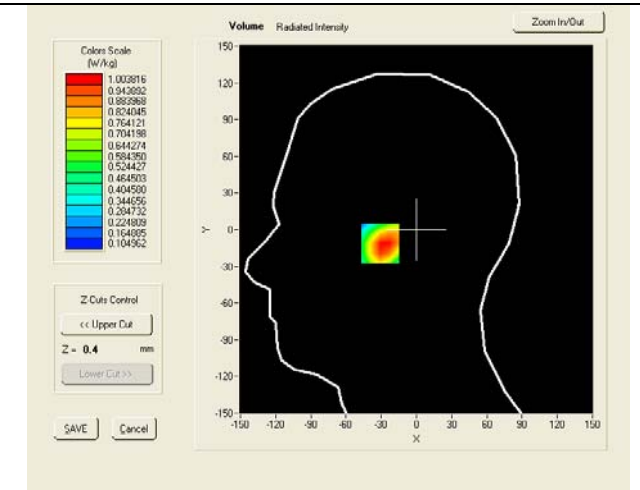 Volume Radiated Intensity
Zoom In/Out
Colors Scale
(W/kg)
1.003816
0.943892
0.883968
0.824045
0.764121
0.704198
0.644274
0.584350
0.524427
0.464503
0.404580
0.344656
0.284732
0.224809
0.164885
0.104962
Z Cuts Control
<< Upper Cut
Z = 0.4 mm
Lower Cut >>
SAVE Cancel
150
120
90
60
30
0
-30
-60
-90
-120
-150
Y
-150 -120 -90 -60 -30 0 30 60 90 120 150
X